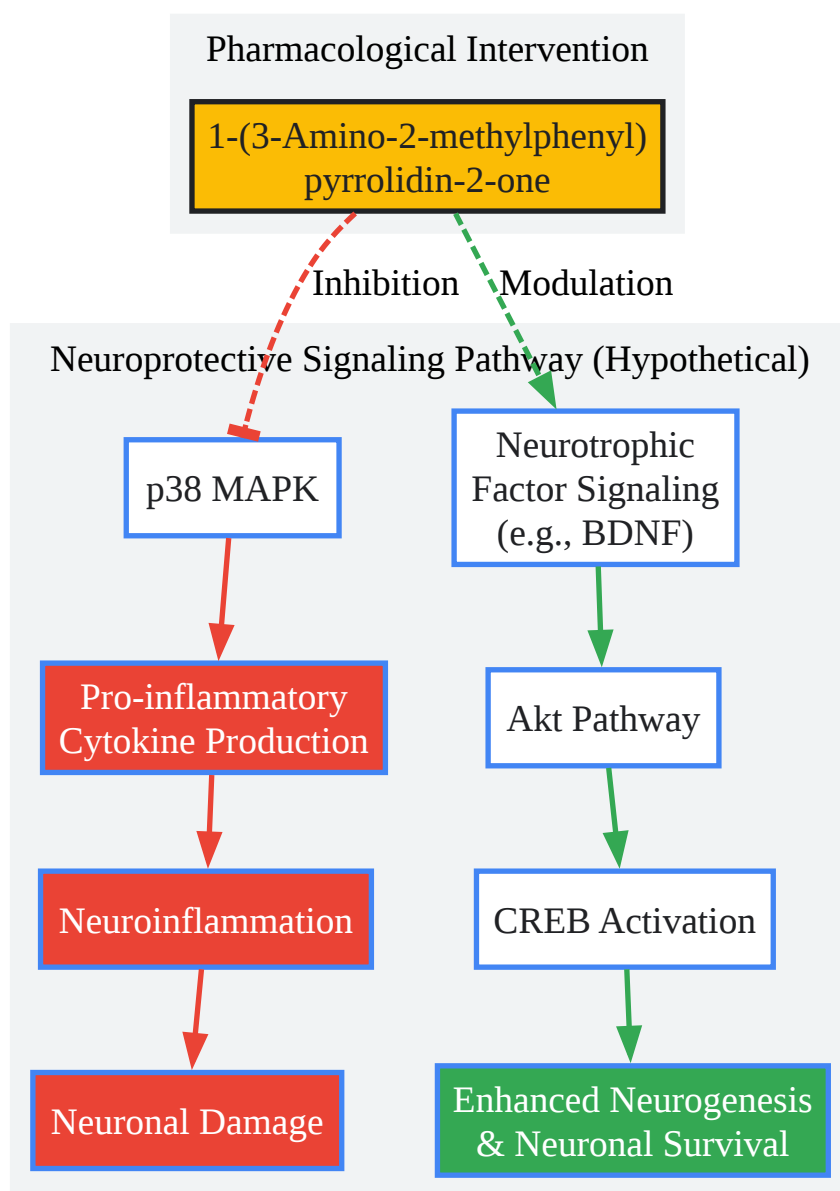 Pharmacological Intervention
1-(3-Amino-2-methylphenyl)
pyrrolidin-2-one
Inhibition
Modulation
Neuroprotective Signaling Pathway (Hypothetical)
p38 MAPK
Neurotrophic
Factor Signaling
(e.g., BDNF)
Pro-inflammatory
Cytokine Production
Akt Pathway
Neuroinflammation
CREB Activation
Neuronal Damage
Enhanced Neurogenesis
& Neuronal Survival